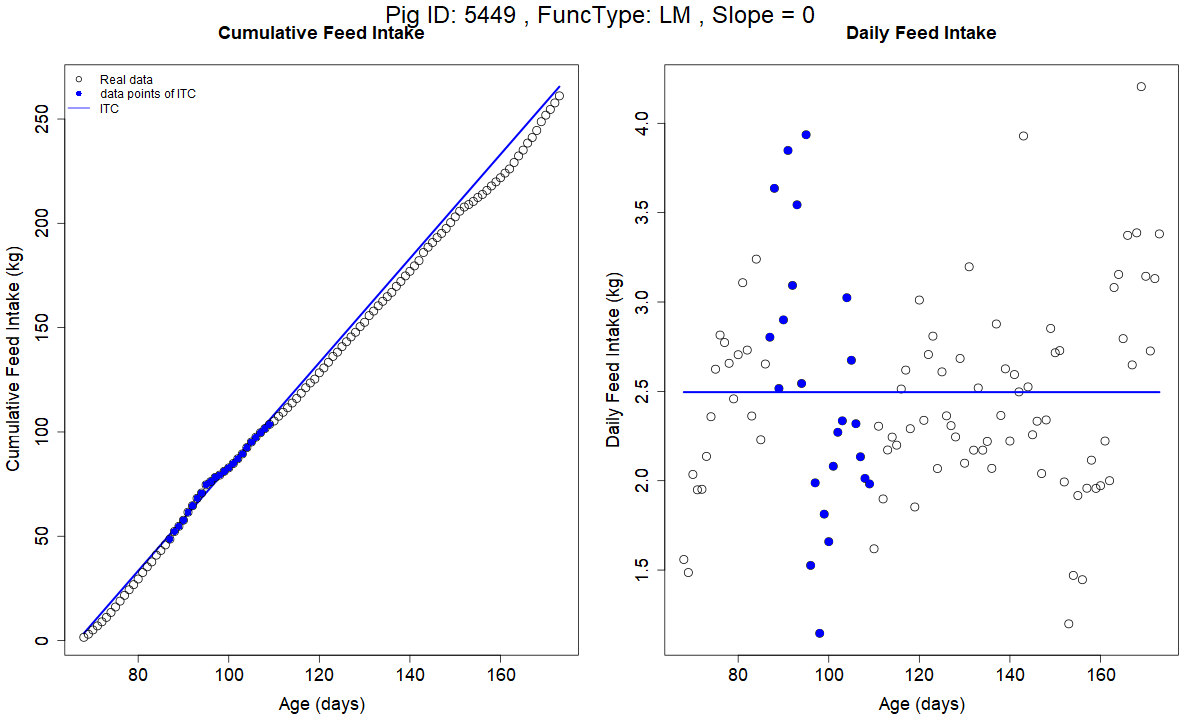 Pig ID: 5449 , FuncType: LM , Slope = 0
Cumulative Feed Intake
Real data
data points of ITC
ITC
Cumulative Feed Intake (kg)
250
200
150
100
50
0
80 100 120 140 160
Age (days)
Daily Feed Intake
Daily Feed Intake (kg)
4.0
3.5
3.0
2.5
2.0
1.5
80 100 120 140 160
Age (days)